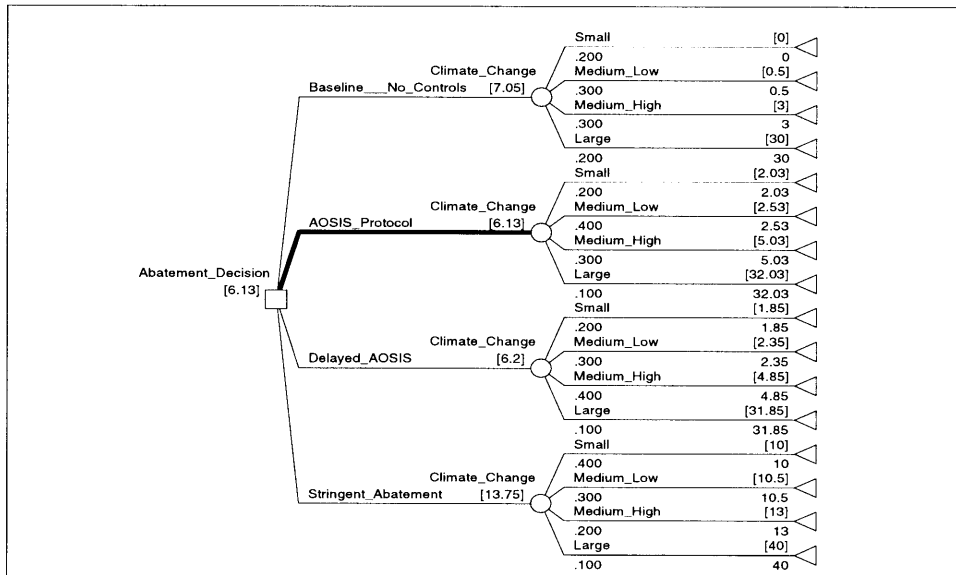 Small [0]
.200 0
Climate_Change Medium_Low [0.5]
Baseline___No_Controls [7.05] .300 0.5
Medium_High [3]
.300 3
Large [30]
.200 30
Small [2.03]
.200 2.03
Climate_Change Medium_Low [2.53]
AOSIS_Protocol [6.13] .400 2.53
Medium_High [5.03]
.300 5.03
Abatement_Decision Large [32.03]
[6.13] .100 32.03
Small [1.85]
.200 1.85
Climate_Change Medium_Low [2.35]
Delayed_AOSIS [6.2] .300 2.35
Medium_High [4.85]
.400 4.85
Large [31.85]
.100 31.85
Small [10]
.400 10
Climate_Change Medium_Low [10.5]
Stringent_Abatement [13.75] .300 10.5
Medium_High [13]
.200 13
Large [40]
.100 40